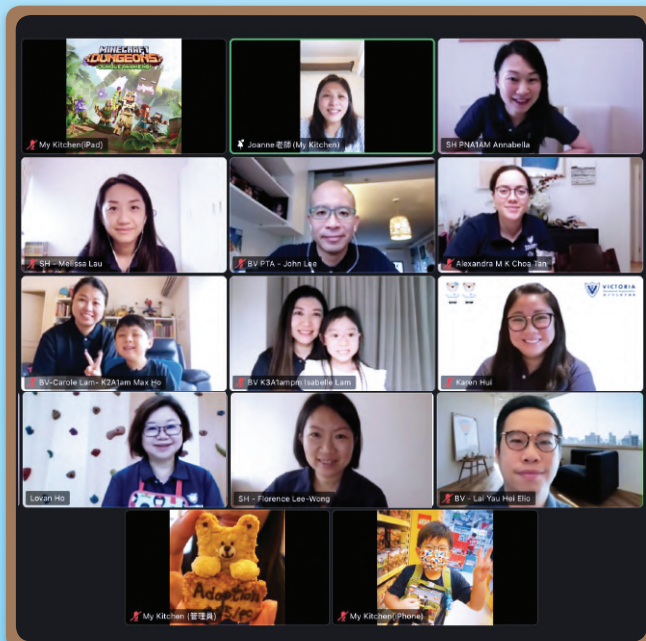 MINECRAFT
DUNGEONS
My Kitchen(iPad)
Joanne老師 (My Kitchen)
SH PNA1AM Annabella
SH - Melissa Lau
BV PTA - John Lee
Alexandra M K Choa Tan
BV-Carole Lam- K2A1am Max Ho
BV K3A1ampm Isabelle Lam
VICTORIA
Karen Hui
Lovan Ho
SH - Florence Lee-Wong
BV - Lai Yau Hei Elio
Adoption
My Kitchen (管理員)
My Kitchen(iPhone)